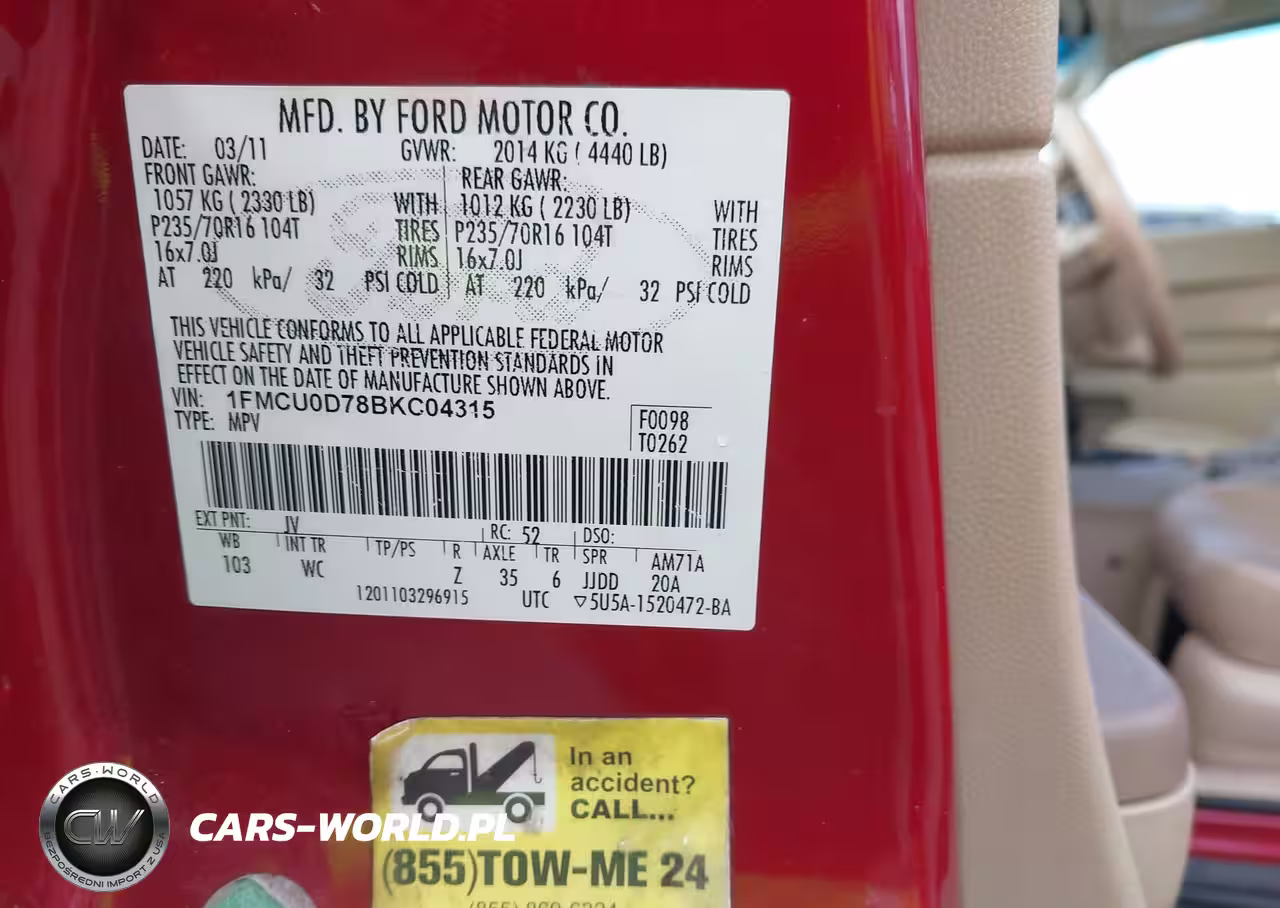 MFD. BY FORD MOTOR CO.
DATE: 03/11 GVWR: 2014 KG ( 4440 LB)
FRONT GAWR: REAR GAWR:
1057 KG ( 2330 LB) WITH 1012 KG ( 2230 LB) WITH
P235/70R16 104T TIRES P235/70R16 104T TIRES
16x7.0J RIMS 16x7.0J RIMS
AT 220 kPa/ 32 PSI COLD AT 220 kPa/ 32 PSI COLD
THIS VEHICLE CONFORMS TO ALL APPLICABLE FEDERAL MOTOR
VEHICLE SAFETY AND THEFT PREVENTION STANDARDS IN
EFFECT ON THE DATE OF MANUFACTURE SHOWN ABOVE.
VIN: 1FMCU0D78BKC04315
TYPE: MPV
F0098
T0262
EXT PNT: JV RC: 52 DSO:
WB INT TR TP/PS R AXLE TR SPR AM71A
103 WC Z 35 6 JJDD 20A
1201103296915 UTC ▽5U5A-1520472-BA
In an
accident?
CALL...
(855)TOW-ME 24
CARS-WORLD
CW
BEZPOŚREDNI IMPORT Z USA
CARS-WORLD.PL